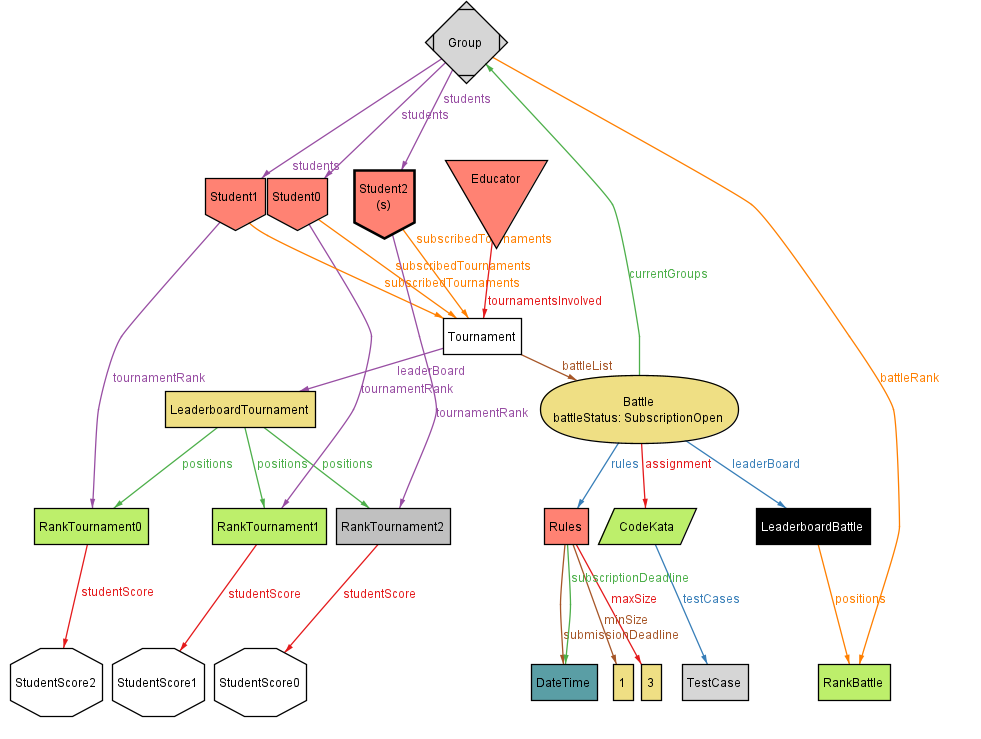 Group
students
students
students
Student1
Student0
Student2
(s)
Educator
subscribedTournaments
subscribedTournaments
subscribedTournaments
currentGroups
tournamentsInvolved
Tournament
battleList
leaderBoard
tournamentRank
tournamentRank
tournamentRank
battleRank
LeaderboardTournament
Battle
battleStatus: SubscriptionOpen
positions
positions
positions
rules
assignment
leaderBoard
RankTournament0
RankTournament1
RankTournament2
Rules
CodeKata
LeaderboardBattle
studentScore
studentScore
studentScore
subscriptionDeadline
maxSize
minSize
submissionDeadline
testCases
positions
StudentScore2
StudentScore1
StudentScore0
DateTime
1
3
TestCase
RankBattle